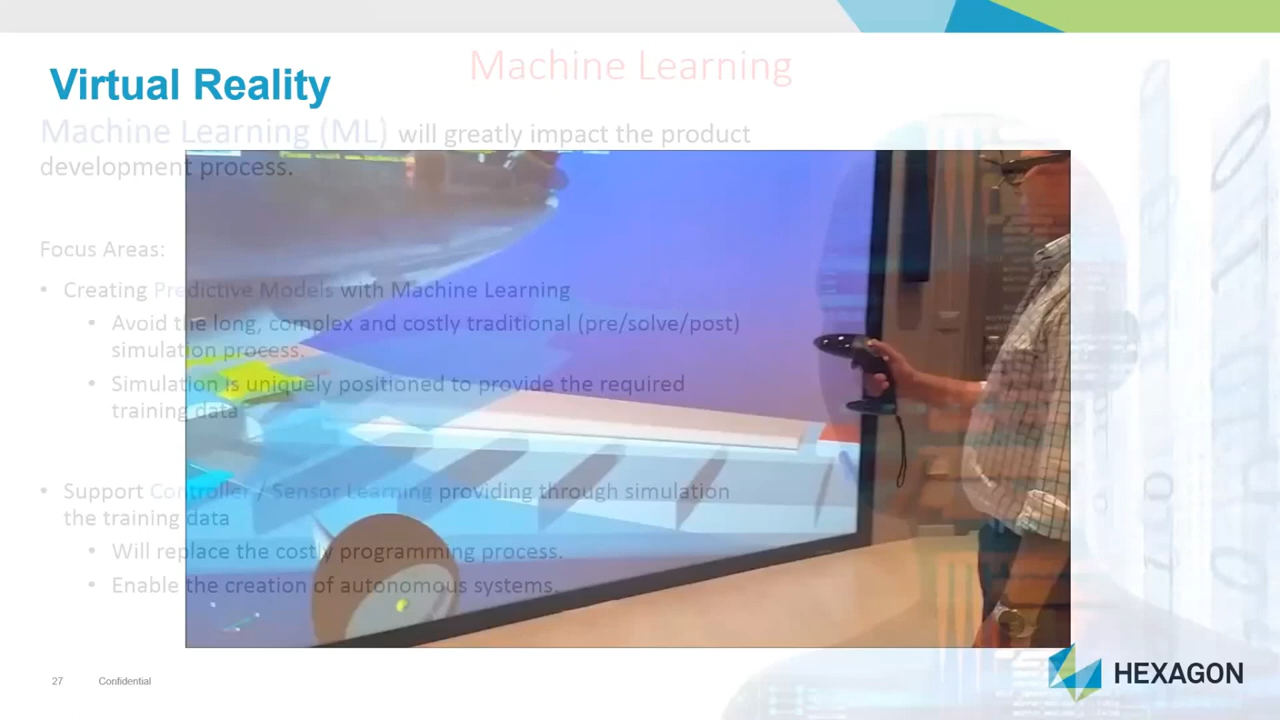 Machine Learning
Virtual Reality
Machine Learning (ML) will greatly impact the product
development process.
Focus Areas:
• Creating Predictive Models with Machine Learning
• Avoid the long, complex and costly traditional (pre/solve/post)
simulation process.
• Simulation is uniquely positioned to provide the required
training data
• Support Controller / Sensor Learning providing through simulation
the training data
• Will replace the costly programming process.
• Enable the creation of autonomous systems.
27 Confidential
HEXAGON